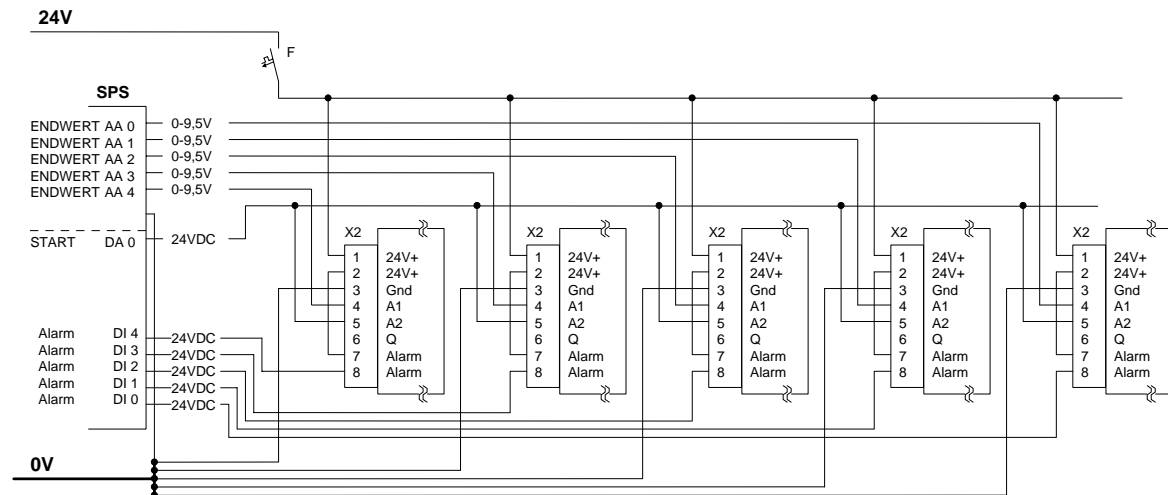 24V
F
SPS
ENDWERT AA 0 0-9,5V
ENDWERT AA 1 0-9,5V
ENDWERT AA 2 0-9,5V
ENDWERT AA 3 0-9,5V
ENDWERT AA 4 0-9,5V
START DA 0 24VDC
Alarm DI 4 24VDC
Alarm DI 3 24VDC
Alarm DI 2 24VDC
Alarm DI 1 24VDC
Alarm DI 0 24VDC
0V
X2
1 24V+
2 24V+
3 Gnd
4 A1
5 A2
6 Q
7 Alarm
8 Alarm
X2
1 24V+
2 24V+
3 Gnd
4 A1
5 A2
6 Q
7 Alarm
8 Alarm
X2
1 24V+
2 24V+
3 Gnd
4 A1
5 A2
6 Q
7 Alarm
8 Alarm
X2
1 24V+
2 24V+
3 Gnd
4 A1
5 A2
6 Q
7 Alarm
8 Alarm
X2
1 24V+
2 24V+
3 Gnd
4 A1
5 A2
6 Q
7 Alarm
8 Alarm